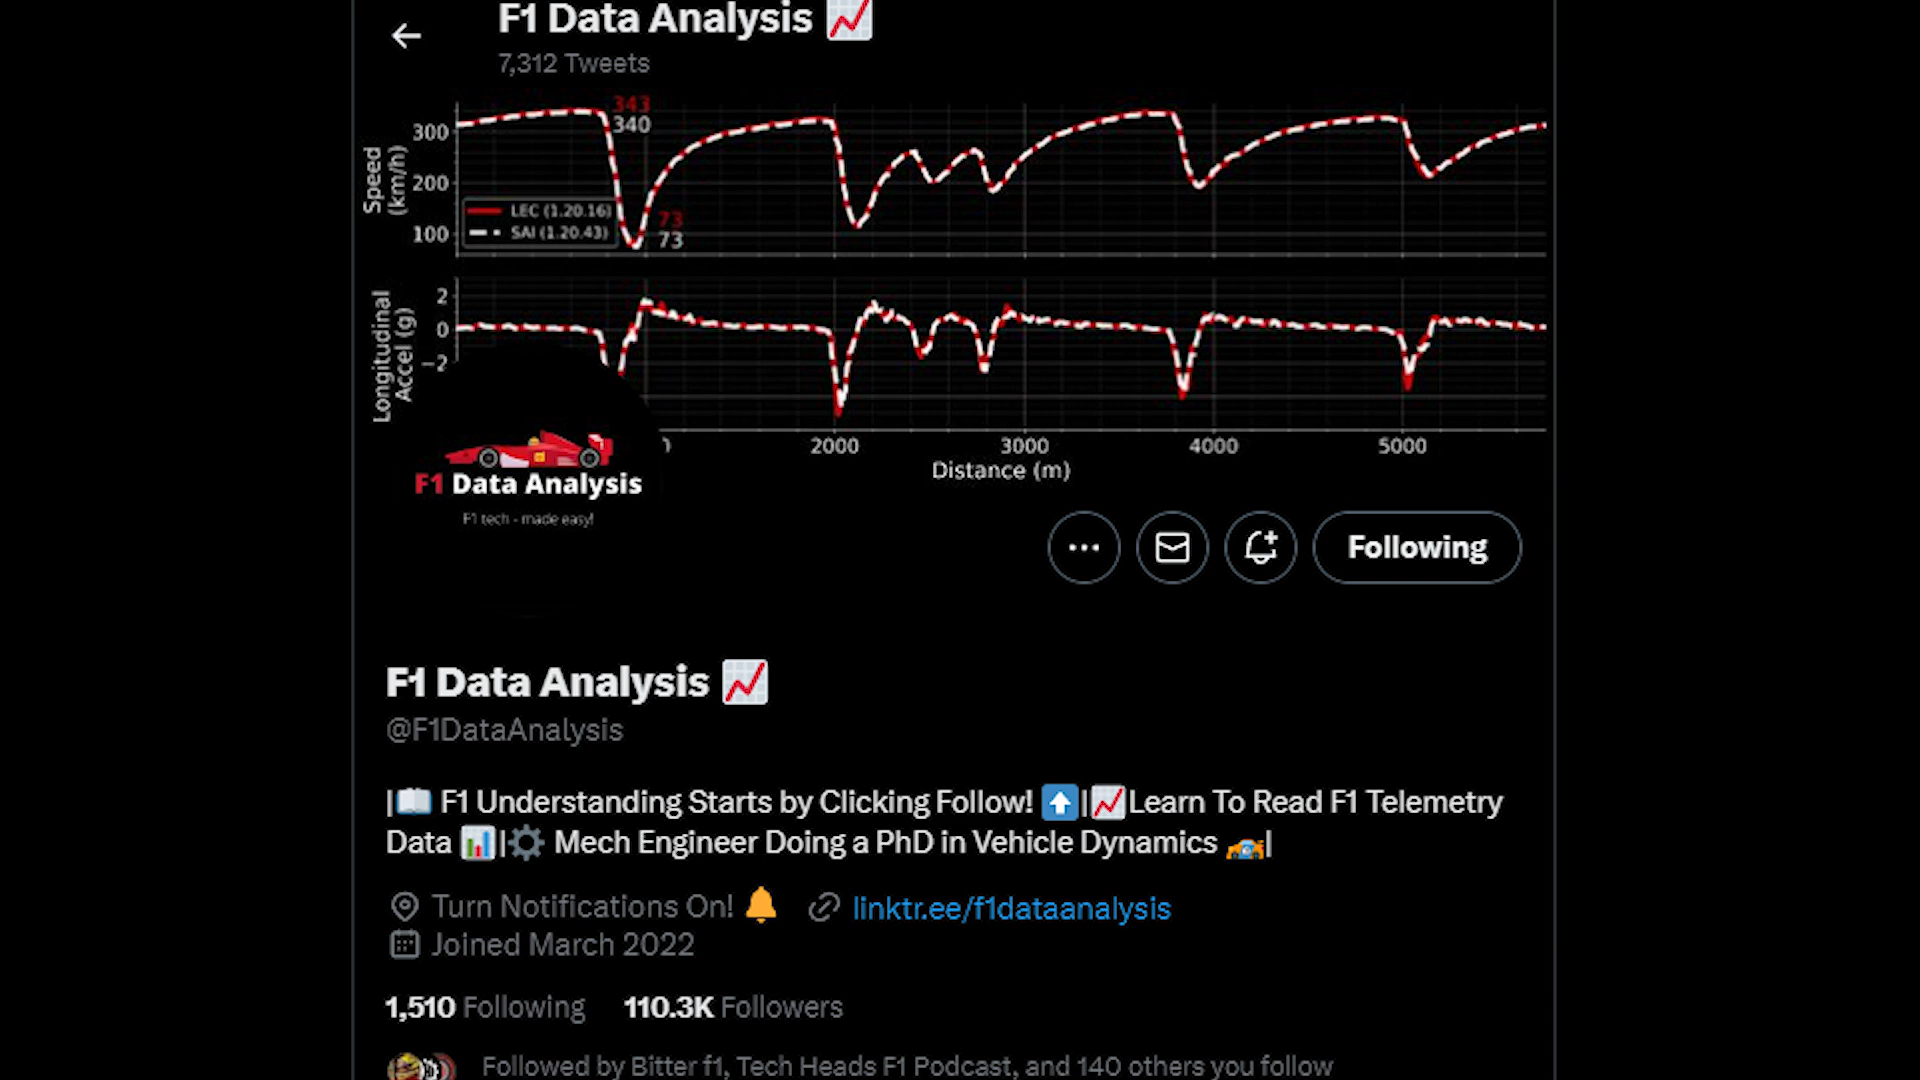 F1 Data Analysis 📈
7,312 Tweets
343
340
300
200
100
Speed
(km/h)
LEC (1.20.16)
SAI (1.20.43)
73
73
2
0
−2
Longitudinal
Accel (g)
0 2000 3000 4000 5000
Distance (m)
F1 Data Analysis
F1 tech - made easy!
Following
F1 Data Analysis 📈
@F1DataAnalysis
|📖 F1 Understanding Starts by Clicking Follow! ⬆️|📈Learn To Read F1 Telemetry
Data 📊|⚙️ Mech Engineer Doing a PhD in Vehicle Dynamics 🏎️|
Turn Notifications On! 🔔 linktr.ee/f1dataanalysis
Joined March 2022
1,510 Following 110.3K Followers
Followed by Bitter f1, Tech Heads F1 Podcast, and 140 others you follow